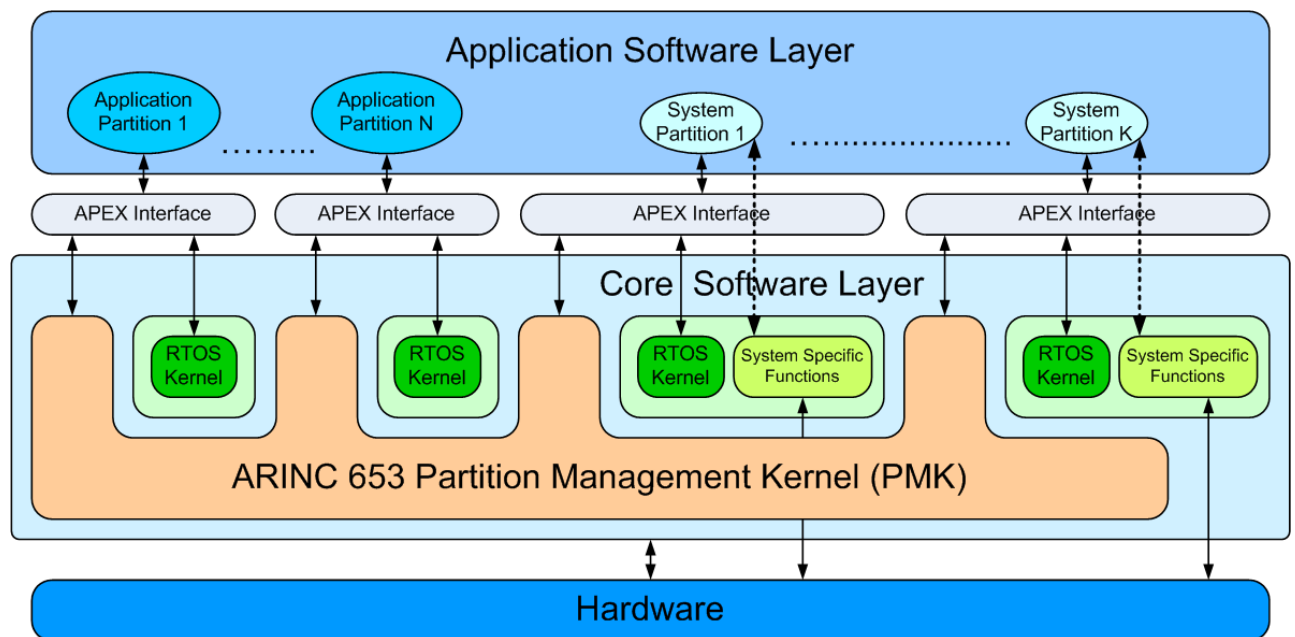 Application Software Layer
Application
Partition 1
Application
Partition N
System
Partition 1
System
Partition K
APEX Interface
APEX Interface
APEX Interface
APEX Interface
Core Software Layer
RTOS
Kernel
RTOS
Kernel
RTOS
Kernel
System Specific
Functions
RTOS
Kernel
System Specific
Functions
ARINC 653 Partition Management Kernel (PMK)
Hardware